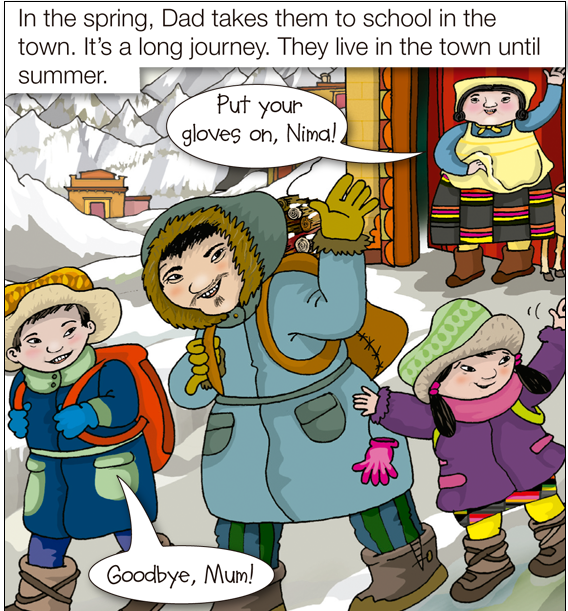 In the spring, Dad takes them to school in the
town. It's a long journey. They live in the town until
summer.
Put your
gloves on, Nima!
Goodbye, Mum!